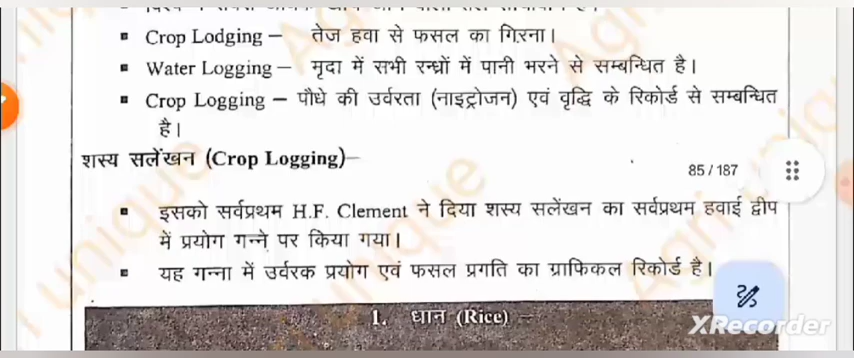 ▪ Crop Lodging – तेज हवा से फसल का गिरना।
▪ Water Logging – मृदा में सभी रन्ध्रों में पानी भरने से सम्बन्धित है।
▪ Crop Logging – पौधे की उर्वरता (नाइट्रोजन) एवं वृद्धि के रिकोर्ड से सम्बन्धित
है।
शस्य सलेंखन (Crop Logging)–
85 / 187
▪ इसको सर्वप्रथम H.F. Clement ने दिया शस्य सलेंखन का सर्वप्रथम हवाई द्वीप
में प्रयोग गन्ने पर किया गया।
▪ यह गन्ना में उर्वरक प्रयोग एवं फसल प्रगति का ग्राफिकल रिकोर्ड है।
1. धान (Rice) –
XRecorder